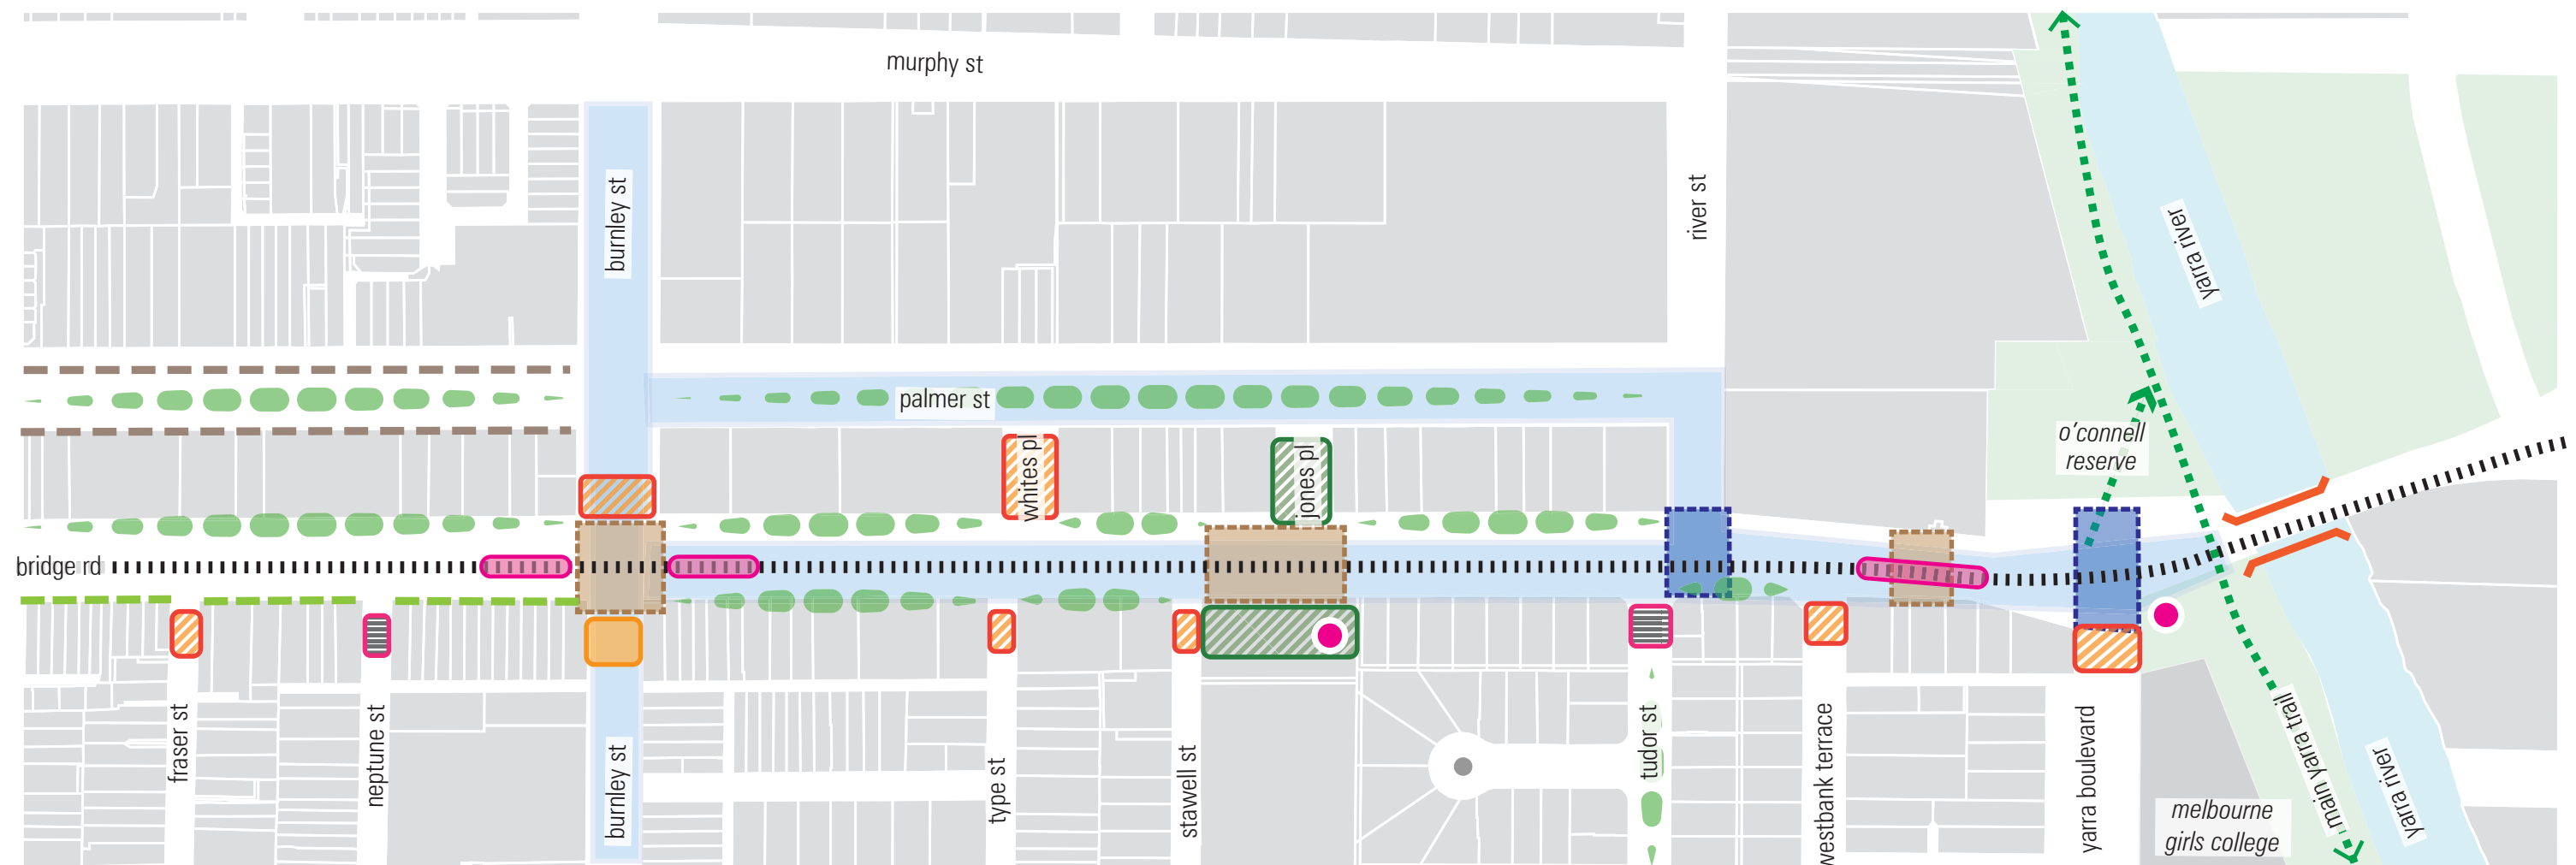 murphy st
burnley st
river st
yarra river
palmer st
o'connell
reserve
whites pl
jones pl
bridge rd
fraser st
neptune st
burnley st
type st
stawell st
tudor st
westbank terrace
yarra boulevard
main yarra trail
yarra river
melbourne
girls college